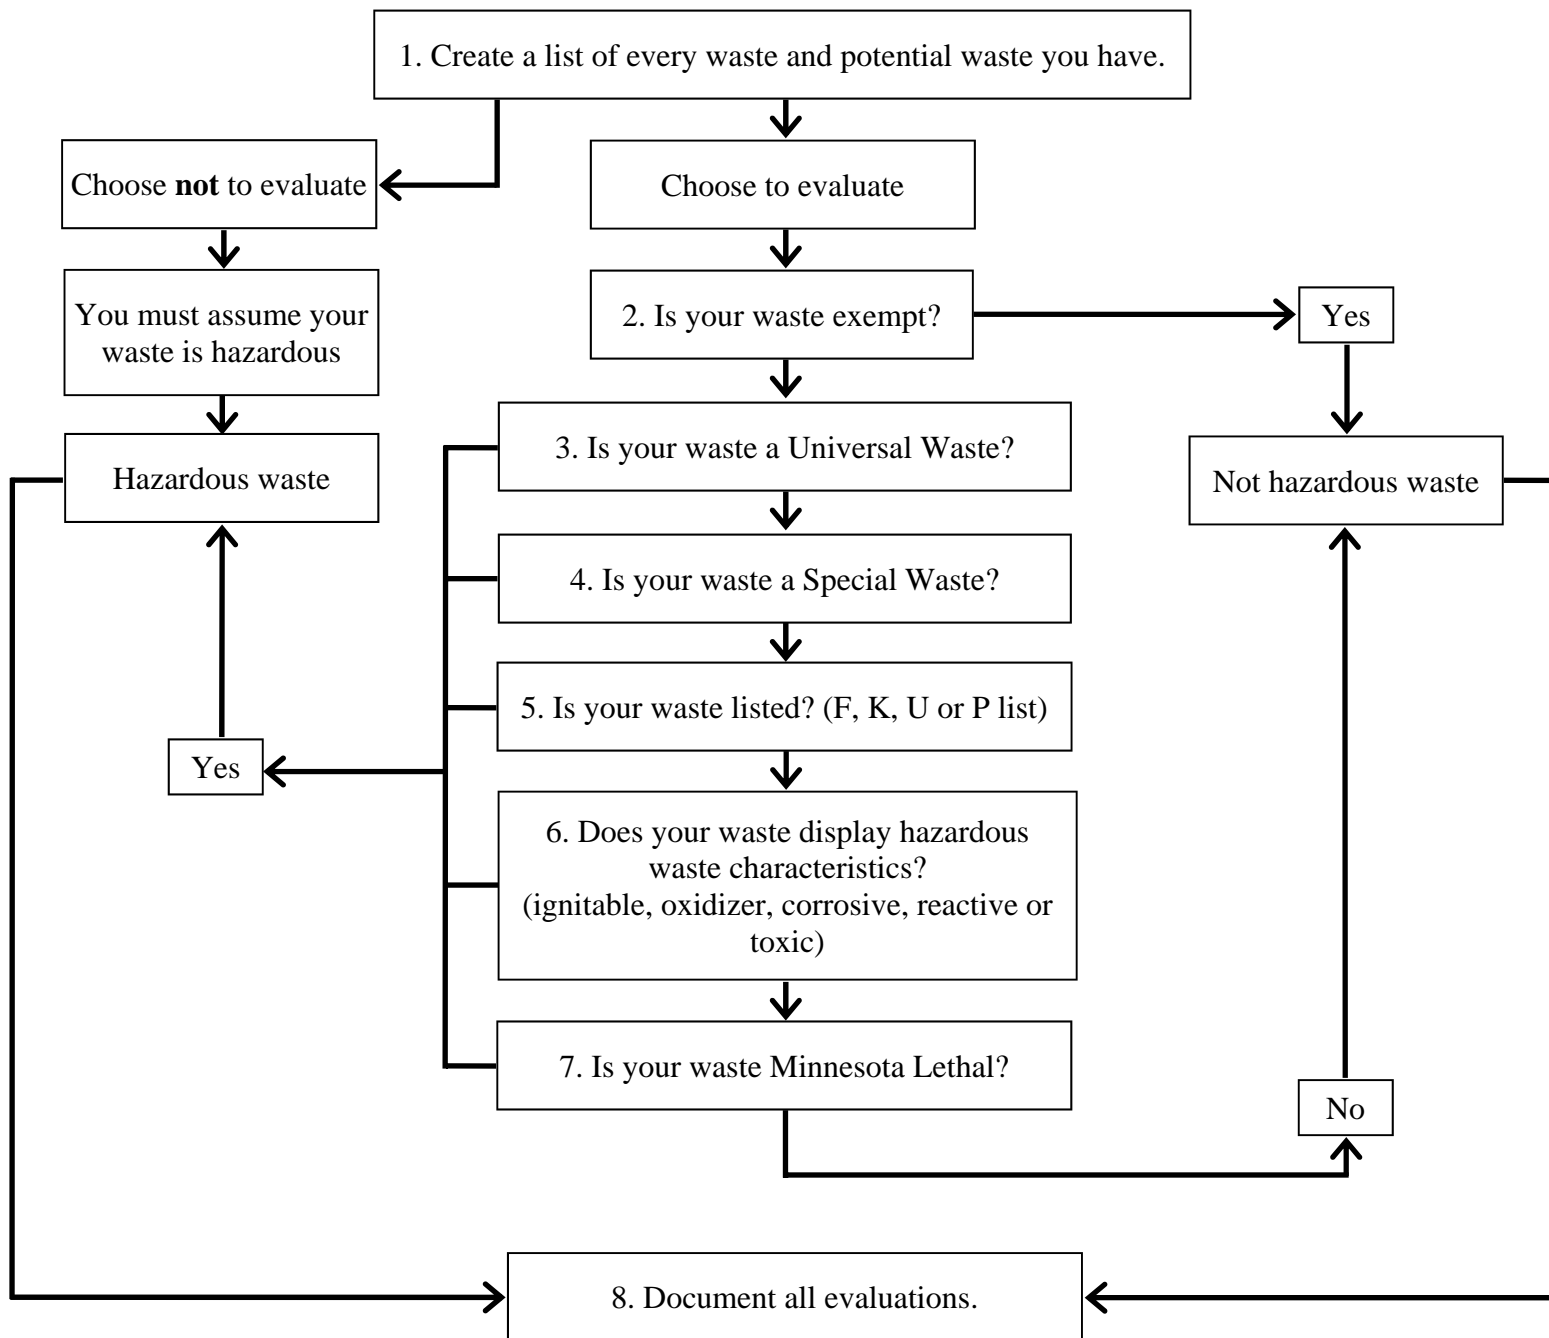 1. Create a list of every waste and potential waste you have.
Choose not to evaluate
Choose to evaluate
You must assume your
waste is hazardous
2. Is your waste exempt?
Yes
3. Is your waste a Universal Waste?
Hazardous waste
Not hazardous waste
4. Is your waste a Special Waste?
5. Is your waste listed? (F, K, U or P list)
Yes
6. Does your waste display hazardous
waste characteristics?
(ignitable, oxidizer, corrosive, reactive or
toxic)
7. Is your waste Minnesota Lethal?
No
8. Document all evaluations.